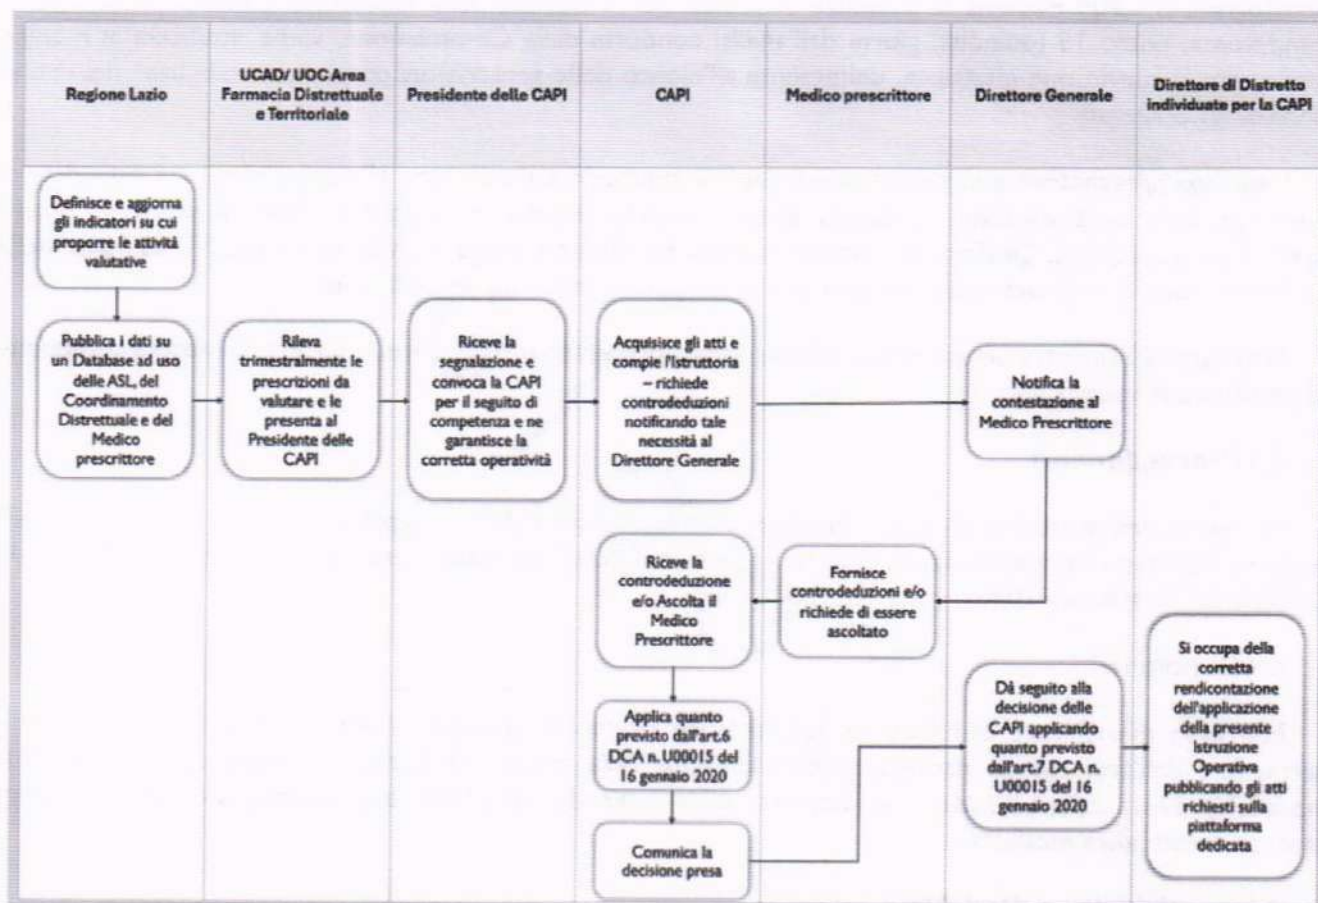 Regione Lazio
UCAD/ UOC Area
Farmacia Distrettuale
e Territoriale
Presidente delle CAPI
CAPI
Medico prescrittore
Direttore Generale
Direttore di Distretto
individuate per la CAPI
Definisce e aggiorna
gli indicatori su cui
proporre le attività
valutative
Pubblica i dati su
un Database ad uso
delle ASL, del
Coordinamento
Distrettuale e del
Medico
prescrittore
Rileva
trimestralmente le
prescrizioni da
valutare e le
presenta al
Presidente delle
CAPI
Riceve la
segnalazione e
convoca la CAPI
per il seguito di
competenza e ne
garantisce la
corretta operatività
Acquisisce gli atti e
compie l'Istruttoria
– richiede
controdeduzioni
notificando tale
necessità al
Direttore Generale
Notifica la
contestazione al
Medico Prescrittore
Riceve la
controdeduzione
e/o Ascolta il
Medico
Prescrittore
Fornisce
controdeduzioni e/o
richiede di essere
ascoltato
Applica quanto
previsto dall'art.6
DCA n. U00015 del
16 gennaio 2020
Comunica la
decisione presa
Dà seguito alla
decisione delle
CAPI applicando
quanto previsto
dall'art.7 DCA n.
U00015 del 16
gennaio 2020
Si occupa della
corretta
rendicontazione
dell'applicazione
della presente
Istruzione
Operativa
pubblicando gli atti
richiesti sulla
piattaforma
dedicata